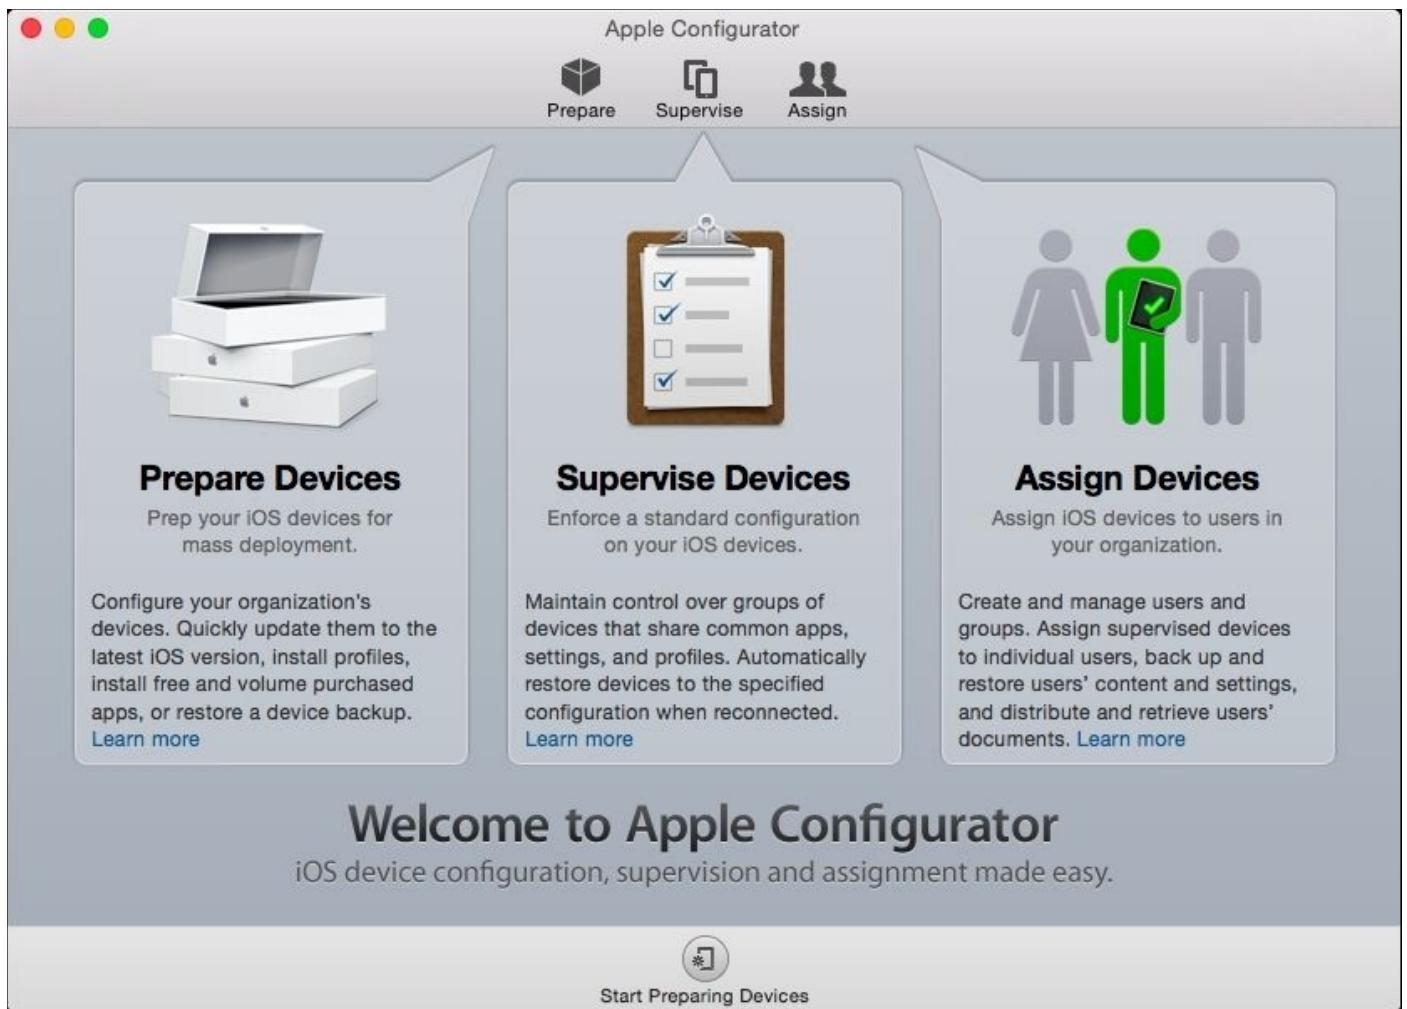 Apple Configurator
Prepare
Supervise
Assign
Prepare Devices
Prep your iOS devices for
mass deployment.
Configure your organization's
devices. Quickly update them to the
latest iOS version, install profiles,
install free and volume purchased
apps, or restore a device backup.
Learn more
Supervise Devices
Enforce a standard configuration
on your iOS devices.
Maintain control over groups of
devices that share common apps,
settings, and profiles. Automatically
restore devices to the specified
configuration when reconnected.
Learn more
Assign Devices
Assign iOS devices to users in
your organization.
Create and manage users and
groups. Assign supervised devices
to individual users, back up and
restore users’ content and settings,
and distribute and retrieve users’
documents. Learn more
Welcome to Apple Configurator
iOS device configuration, supervision and assignment made easy.
Start Preparing Devices